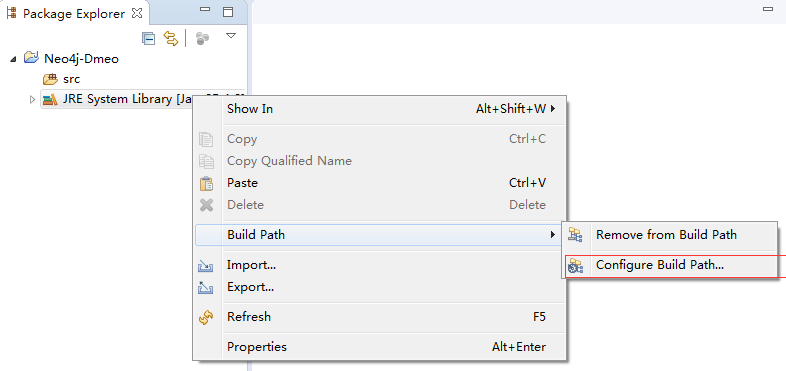 Package Explorer
Neo4j-Dmeo
src
JRE System Library
Show In Alt+Shift+W
Copy Ctrl+C
Copy Qualified Name
Paste Ctrl+V
Delete Delete
Build Path
Remove from Build Path
Configure Build Path...
Import...
Export...
Refresh F5
Properties Alt+Enter